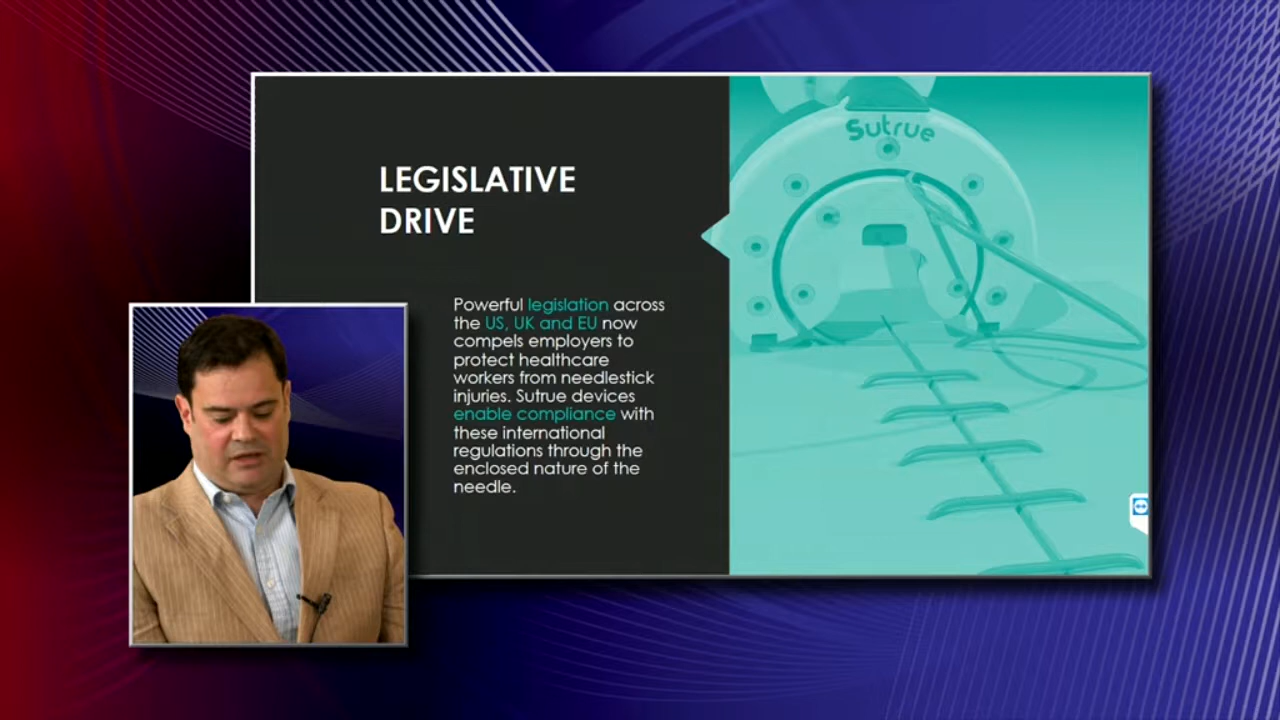 Sutrue
LEGISLATIVE
DRIVE
Powerful legislation across
the US, UK and EU now
compels employers to
protect healthcare
workers from needlestick
injuries. Sutrue devices
enable compliance with
these international
regulations through the
enclosed nature of the
needle.